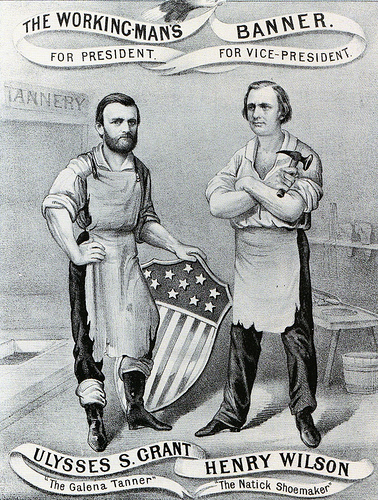 THE WORKING-MAN'S
BANNER.
FOR PRESIDENT.
FOR VICE-PRESIDENT.
TANNERY
ULYSSES S. GRANT
"The Galena Tanner"
HENRY WILSON
"The Natick Shoemaker"